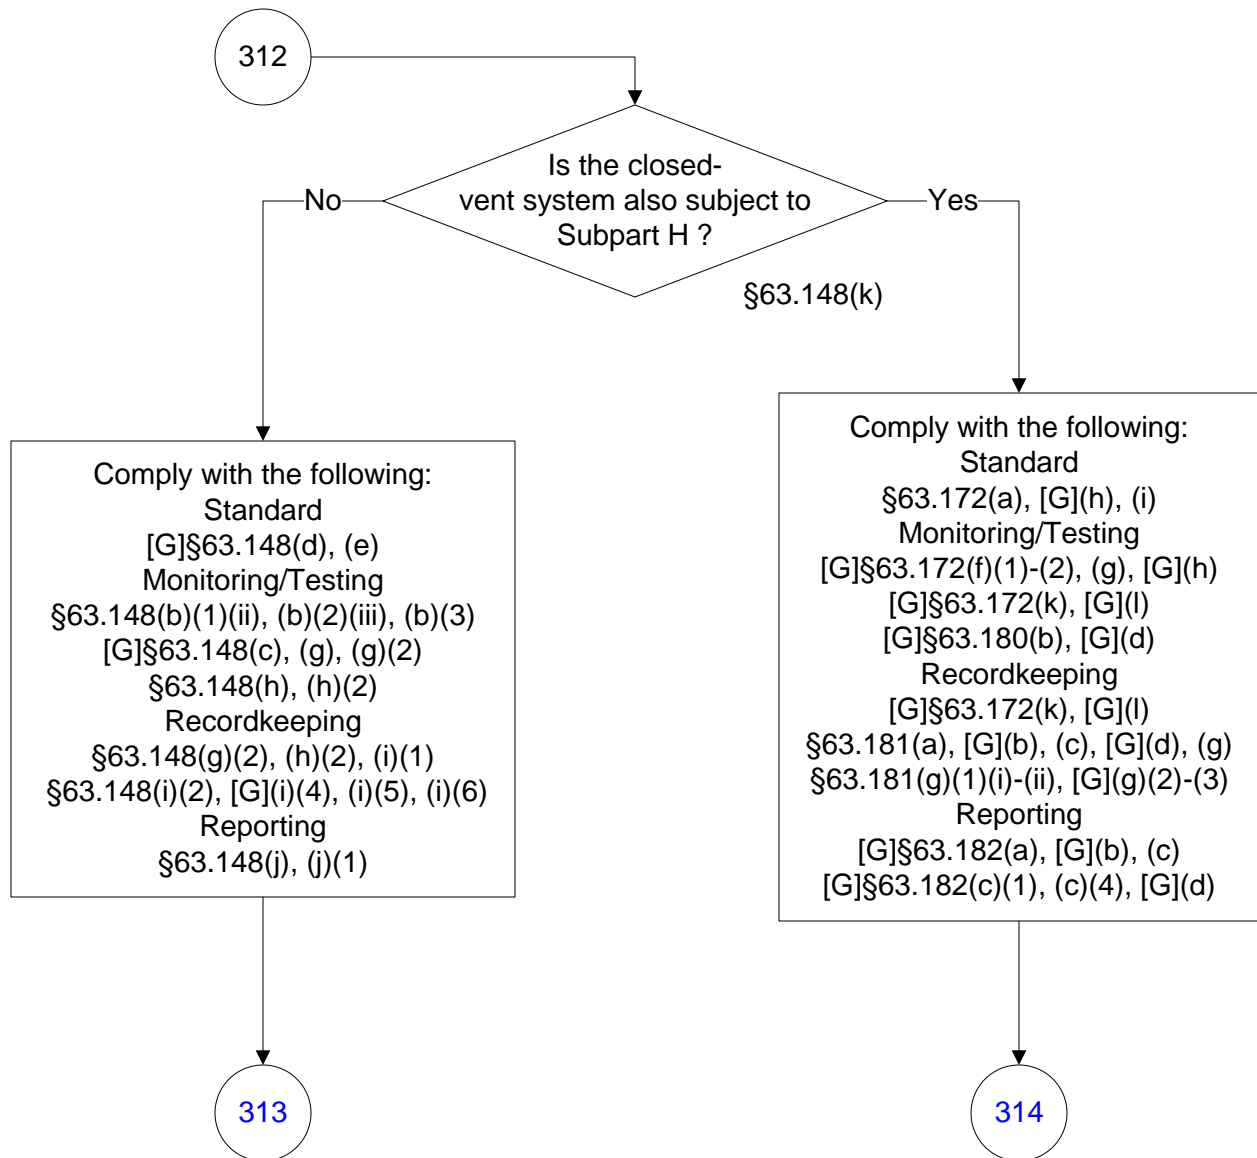 312
Is the closed-
vent system also subject to
Subpart H ?
No
Yes
§63.148(k)
Comply with the following:
Standard
[G]§63.148(d), (e)
Monitoring/Testing
§63.148(b)(1)(ii), (b)(2)(iii), (b)(3)
[G]§63.148(c), (g), (g)(2)
§63.148(h), (h)(2)
Recordkeeping
§63.148(g)(2), (h)(2), (i)(1)
§63.148(i)(2), [G](i)(4), (i)(5), (i)(6)
Reporting
§63.148(j), (j)(1)
Comply with the following:
Standard
§63.172(a), [G](h), (i)
Monitoring/Testing
[G]§63.172(f)(1)-(2), (g), [G](h)
[G]§63.172(k), [G](l)
[G]§63.180(b), [G](d)
Recordkeeping
[G]§63.172(k), [G](l)
§63.181(a), [G](b), (c), [G](d), (g)
§63.181(g)(1)(i)-(ii), [G](g)(2)-(3)
Reporting
[G]§63.182(a), [G](b), (c)
[G]§63.182(c)(1), (c)(4), [G](d)
313
314